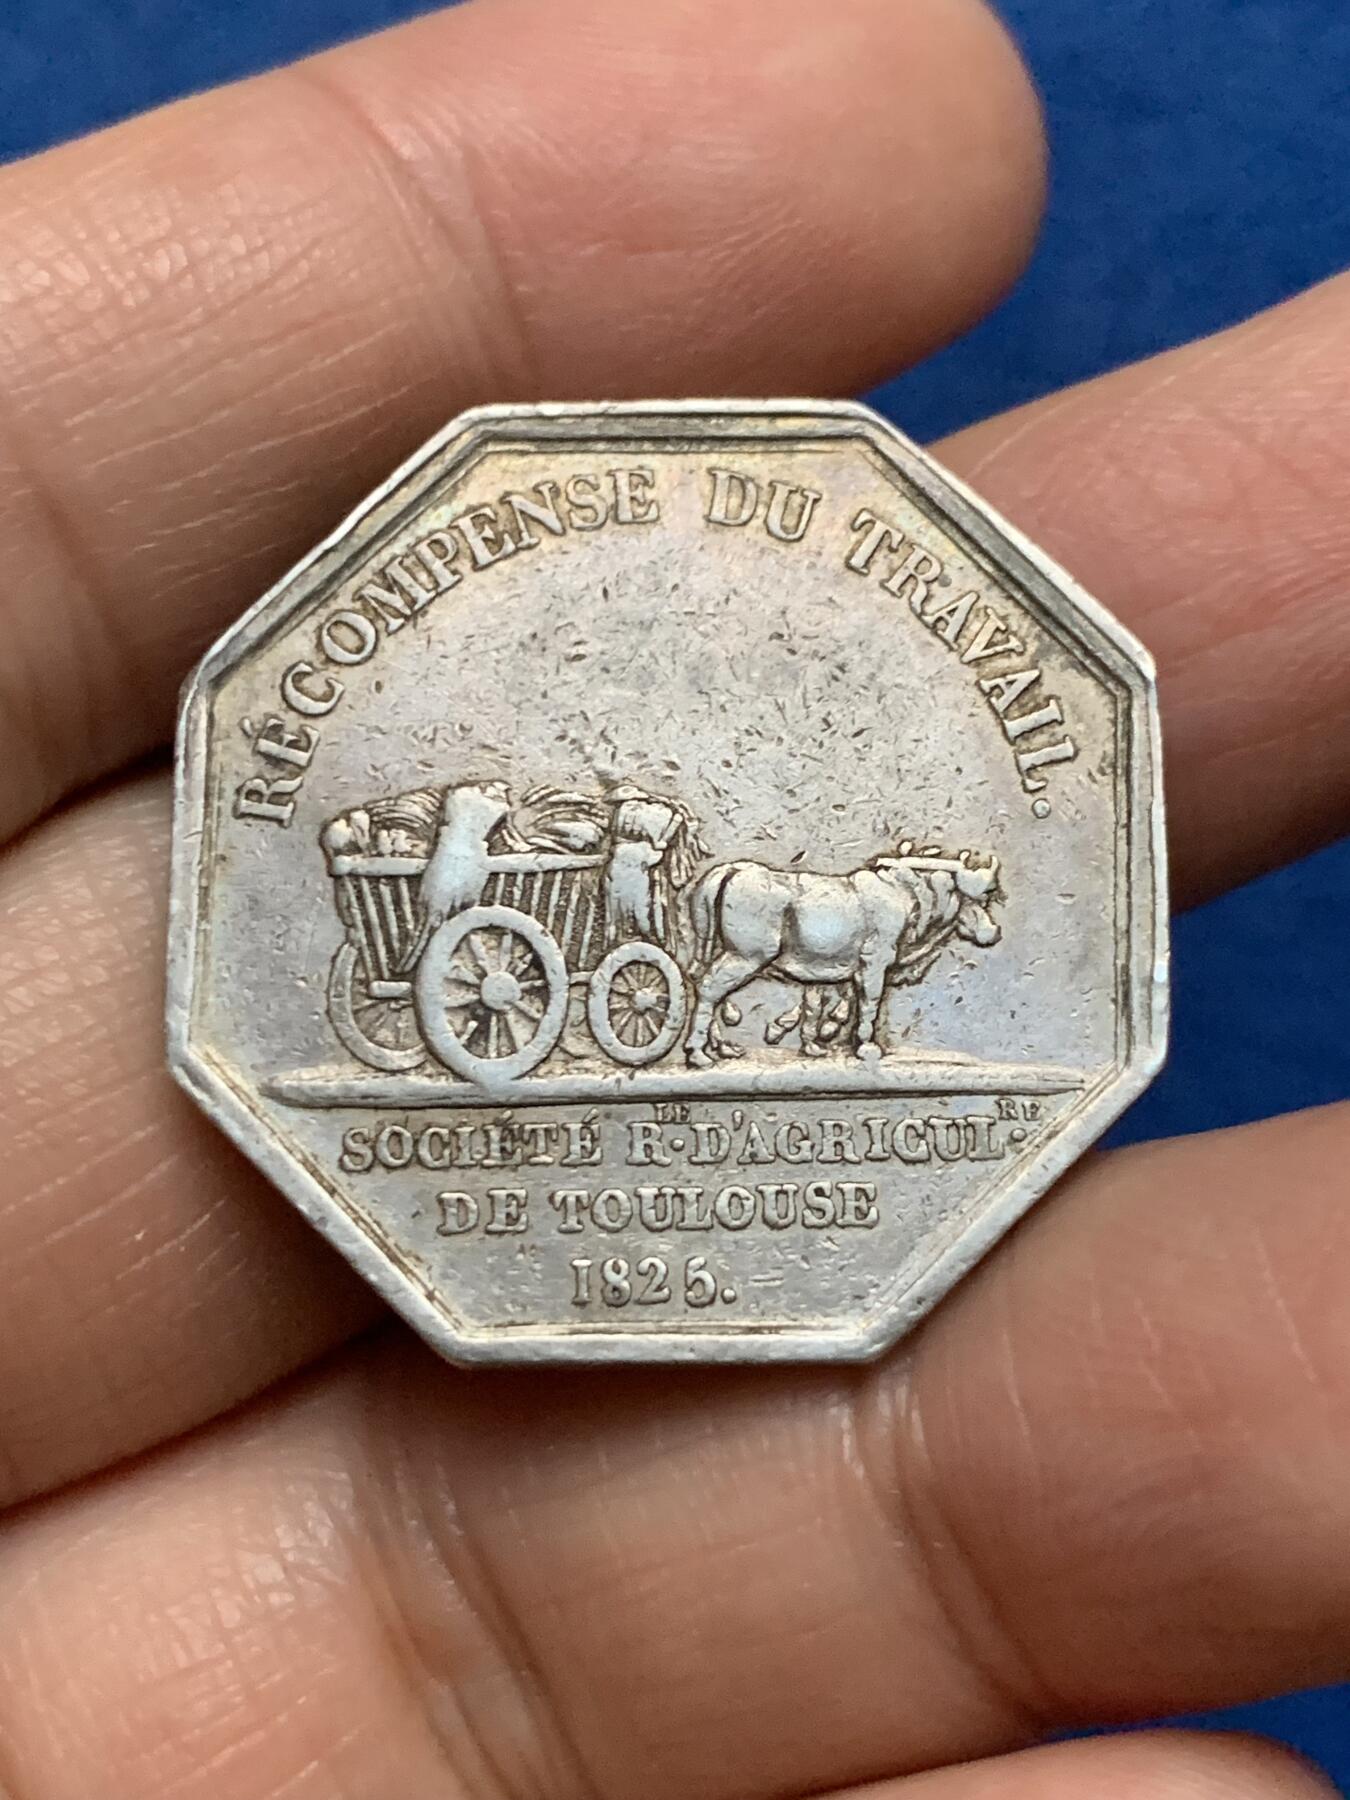 RÉCOMPENSE DU TRAVAIL.
SOCIÉTÉ R.LE D'AGRICUL.RE
DE TOULOUSE
1825.